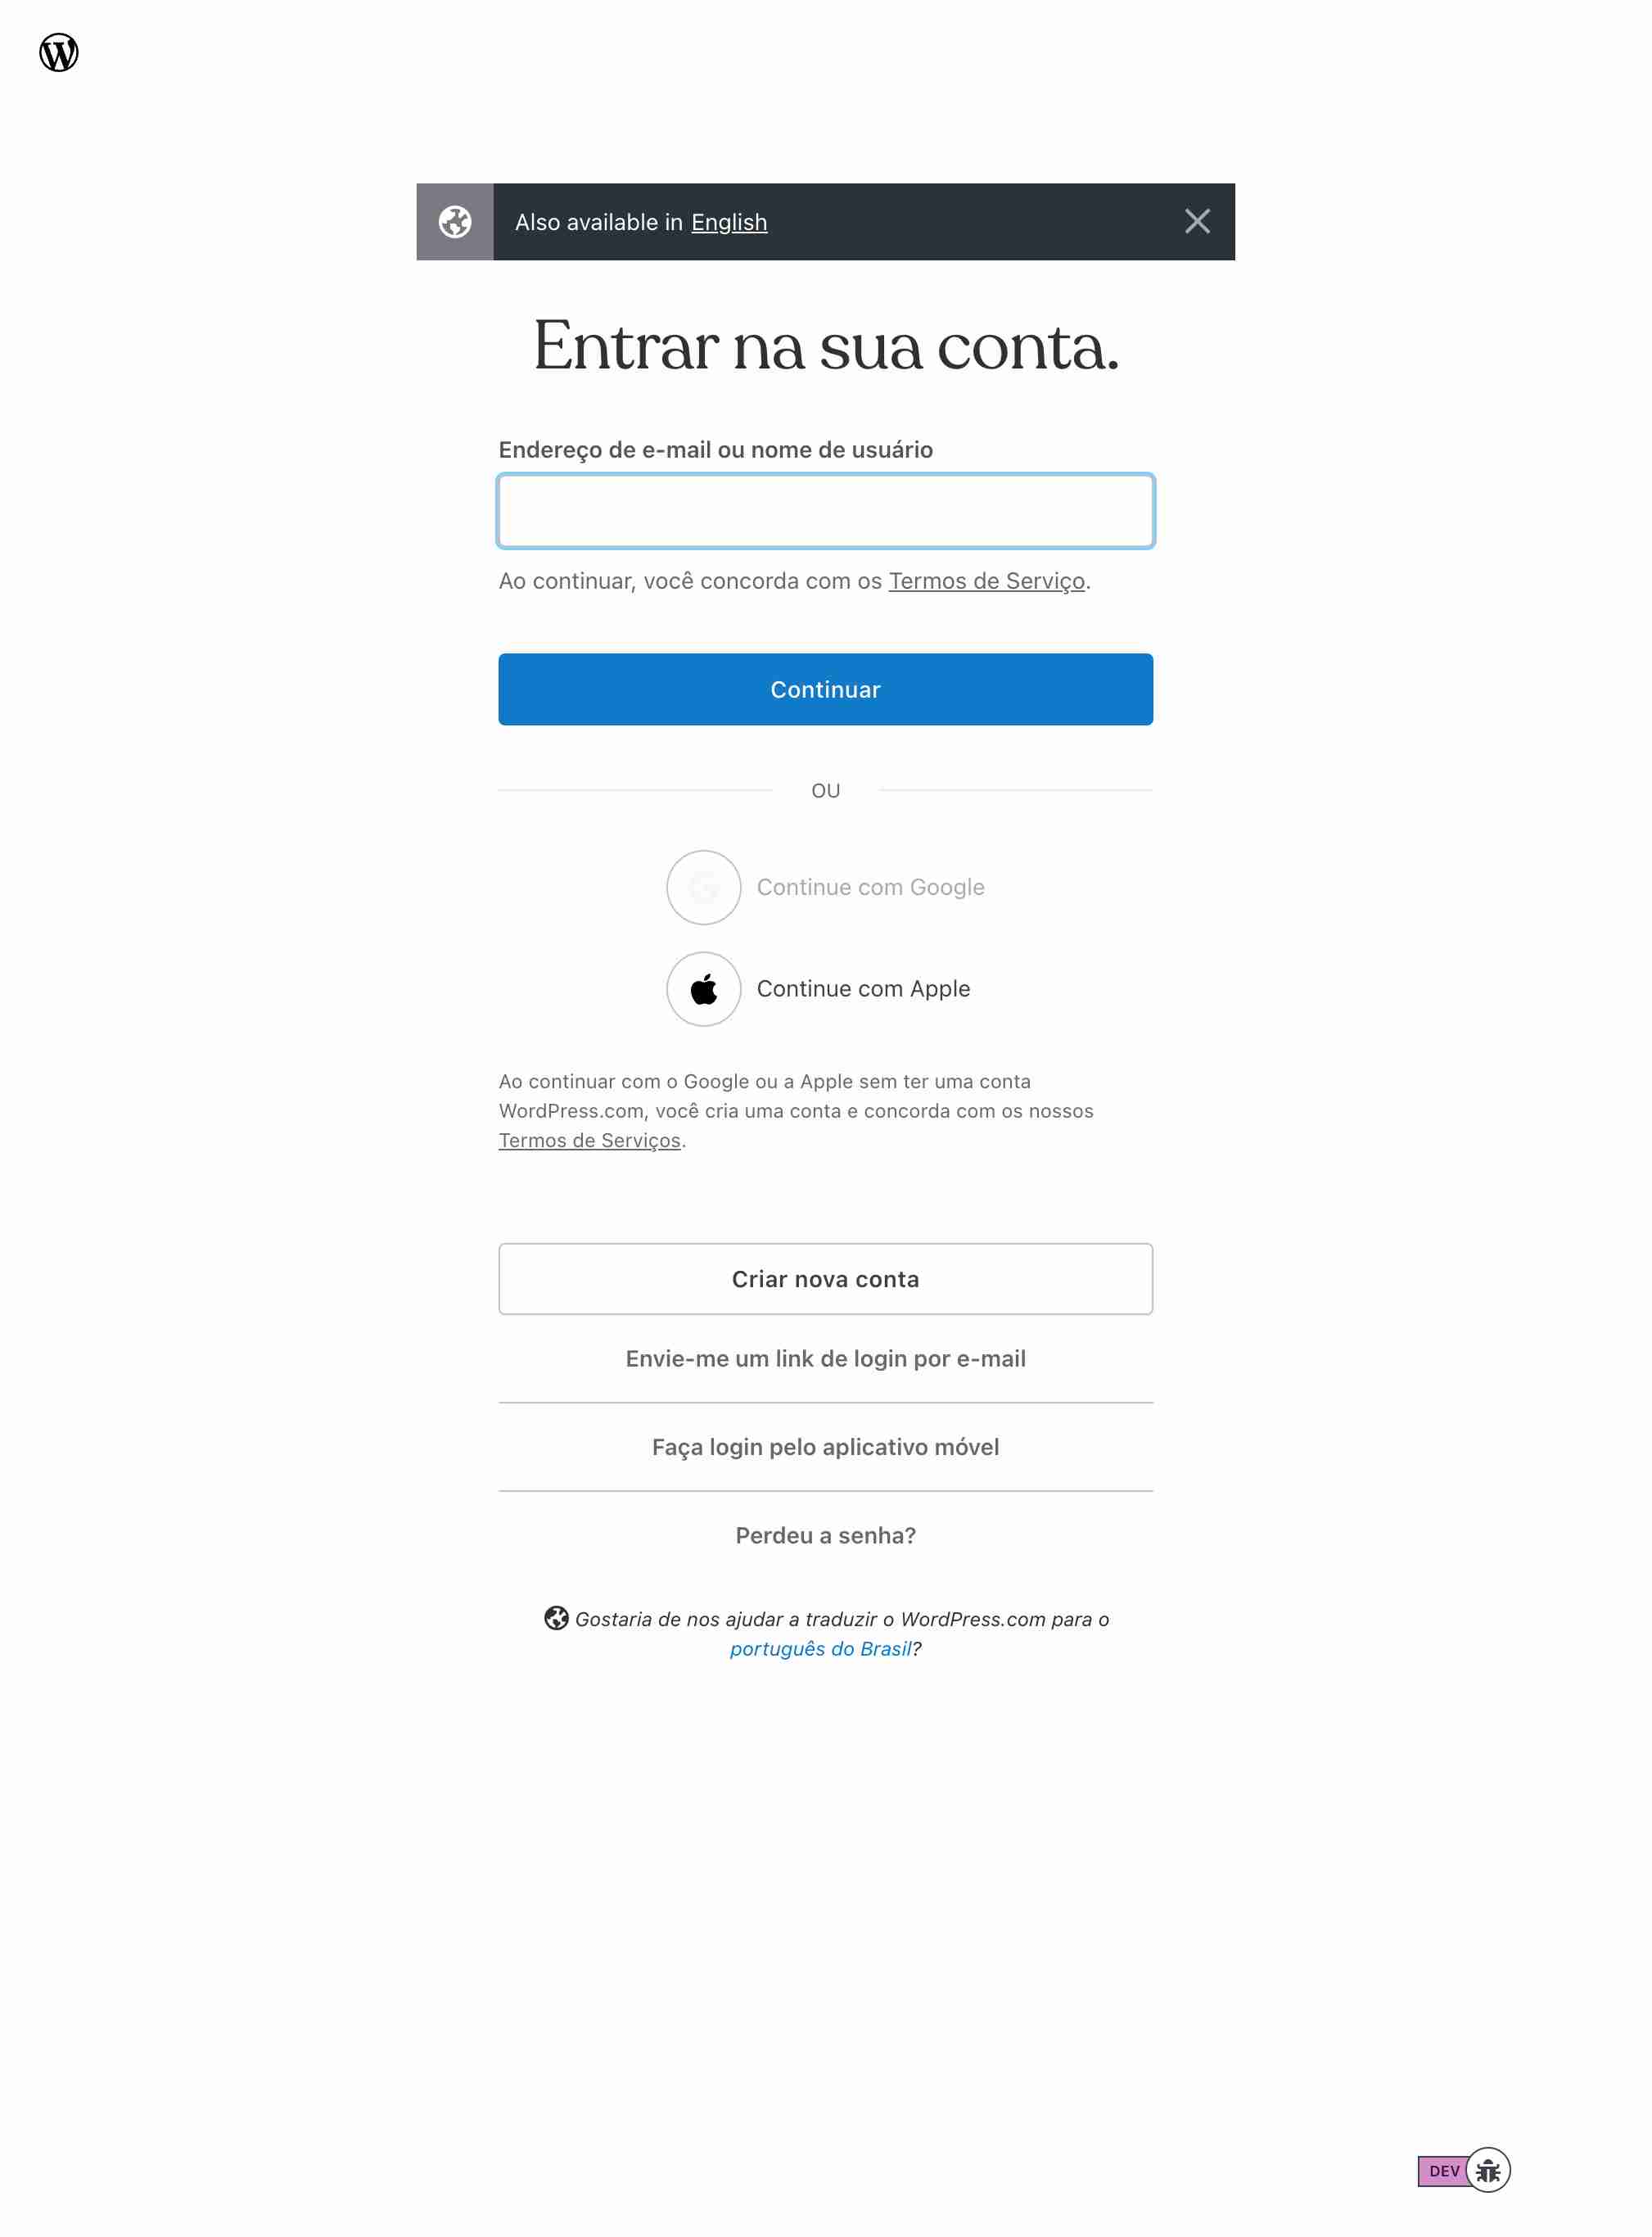 Also available in English
Entrar na sua conta.
Endereço de e-mail ou nome de usuário
Ao continuar, você concorda com os Termos de Serviço.
Continuar
OU
Continue com Google
Continue com Apple
Ao continuar com o Google ou a Apple sem ter uma conta
WordPress.com, você cria uma conta e concorda com os nossos
Termos de Serviços.
Criar nova conta
Envie-me um link de login por e-mail
Faça login pelo aplicativo móvel
Perdeu a senha?
Gostaria de nos ajudar a traduzir o WordPress.com para o
português do Brasil?
DEV